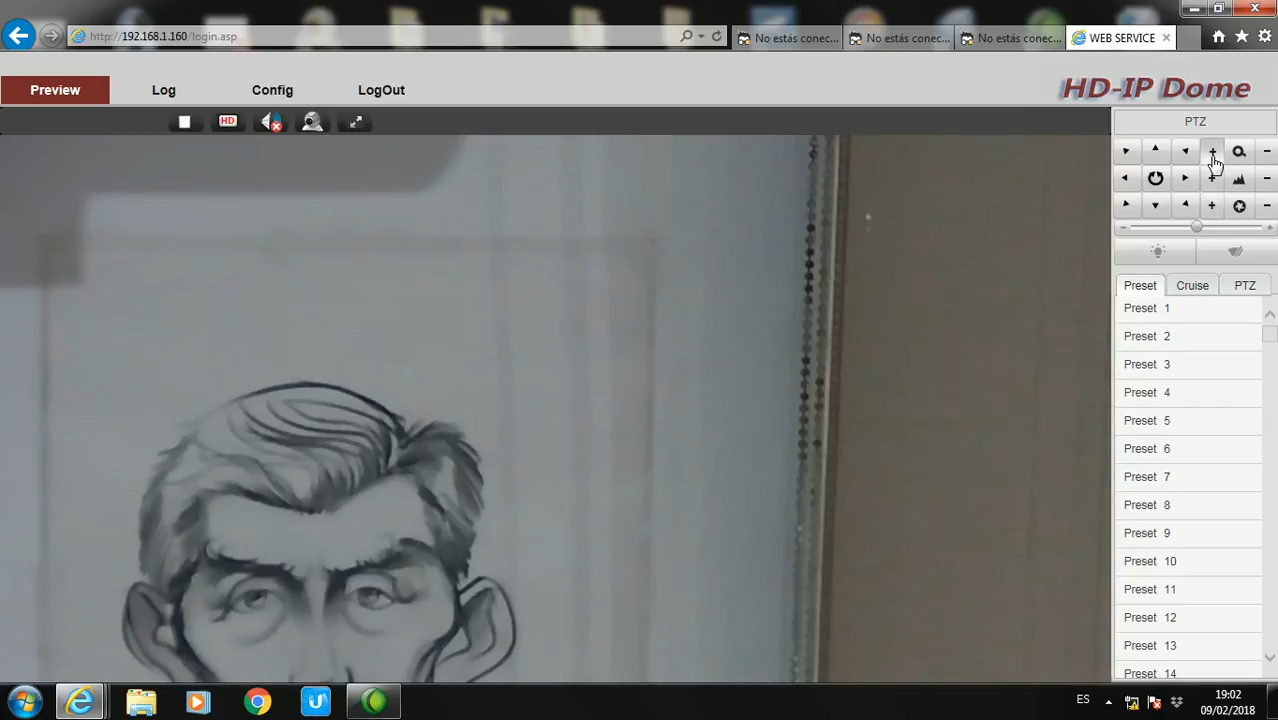 http://192.168.1.160/login.asp
No estás conec...
No estás conec...
No estás conec...
WEB SERVICE
Preview
Log
Config
LogOut
HD-IP Dome
HD
PTZ
Preset
Cruise
PTZ
Preset 1
Preset 2
Preset 3
Preset 4
Preset 5
Preset 6
Preset 7
Preset 8
Preset 9
Preset 10
Preset 11
Preset 12
Preset 13
Preset 14
ES
19:02
09/02/2018